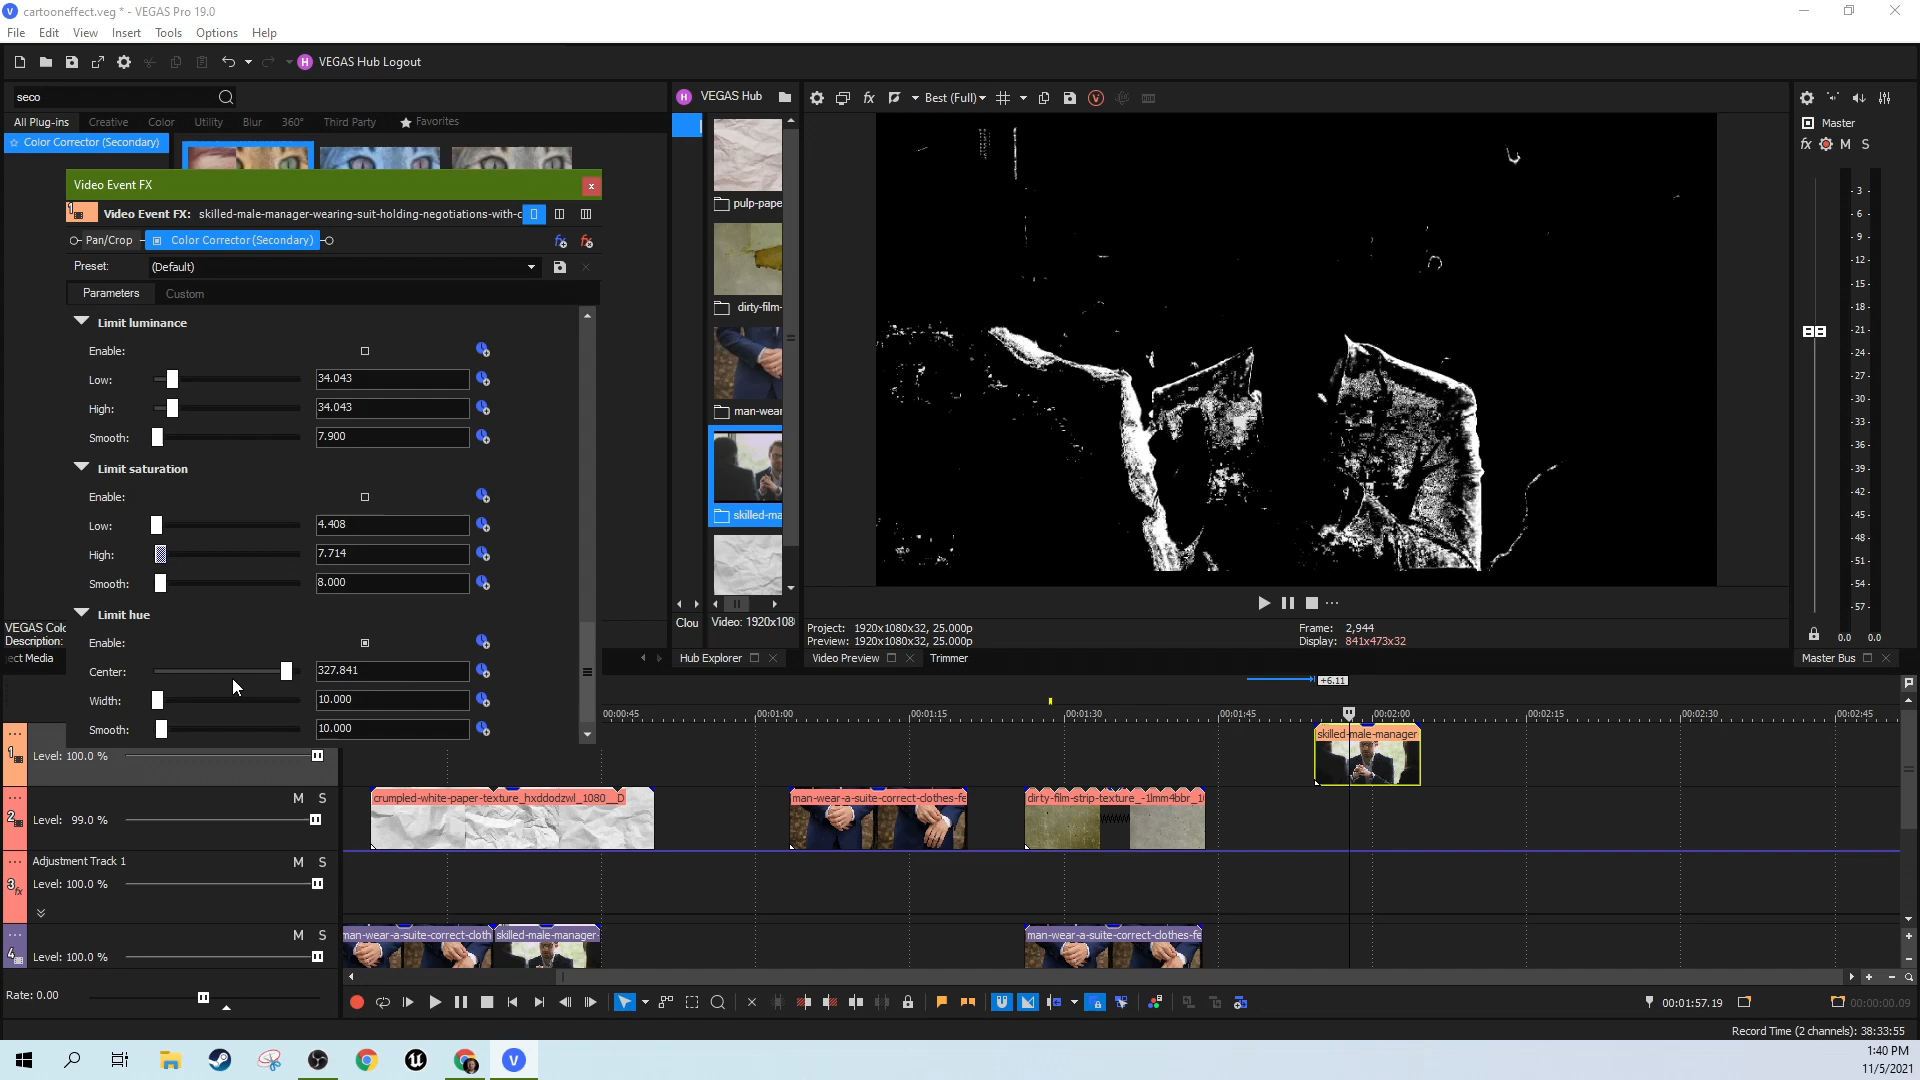 cartooneffect.veg * - VEGAS Pro 19.0
File Edit View Insert Tools Options Help
VEGAS Hub Logout
seco
All Plug-ins Creative Color Utility Blur 360° Third Party Favorites
Color Corrector (Secondary)
Video Event FX
Video Event FX: skilled-male-manager-wearing-suit-holding-negotiations-with-c
Pan/Crop Color Corrector (Secondary)
Preset: (Default)
Parameters Custom
Limit luminance
Enable:
Low: 34.043
High: 34.043
Smooth: 7.900
Limit saturation
Enable:
Low: 4.408
High: 7.714
Smooth: 8.000
Limit hue
Enable:
Center: 327.841
Width: 10.000
Smooth: 10.000
VEGAS Colo
Description:
ject Media
VEGAS Hub
pulp-pape
dirty-film-
man-wear
skilled-ma
Clou Video: 1920x1080
Hub Explorer
Best (Full)
Project: 1920x1080x32, 25.000p
Preview: 1920x1080x32, 25.000p
Frame: 2,944
Display: 841x473x32
Video Preview Trimmer
Master
fx M S
- 3 -
- 6 -
- 9 -
-12-
-15-
-18-
-21-
-24-
-27-
-30-
-33-
-36-
-39-
-42-
-45-
-48-
-51-
-54-
-57-
0.0 0.0
Master Bus
+6.11
00:00:45 00:01:00 00:01:15 00:01:30 00:01:45 00:02:00 00:02:15 00:02:30 00:02:45
1
Level: 100.0 %
skilled-male-manager
2
M S
Level: 99.0 %
crumpled-white-paper-texture_hxddodzwl_1080__D
man-wear-a-suite-correct-clothes-fe
dirty-film-strip-texture_-1lmm4bbr_1
3
Adjustment Track 1 M S
Level: 100.0 %
4
M S
Level: 100.0 %
man-wear-a-suite-correct-cloth
skilled-male-manager-
man-wear-a-suite-correct-clothes-fe
Rate: 0.00
00:01:57.19
00:00:00.09
Record Time (2 channels): 38:33:55
1:40 PM
11/5/2021